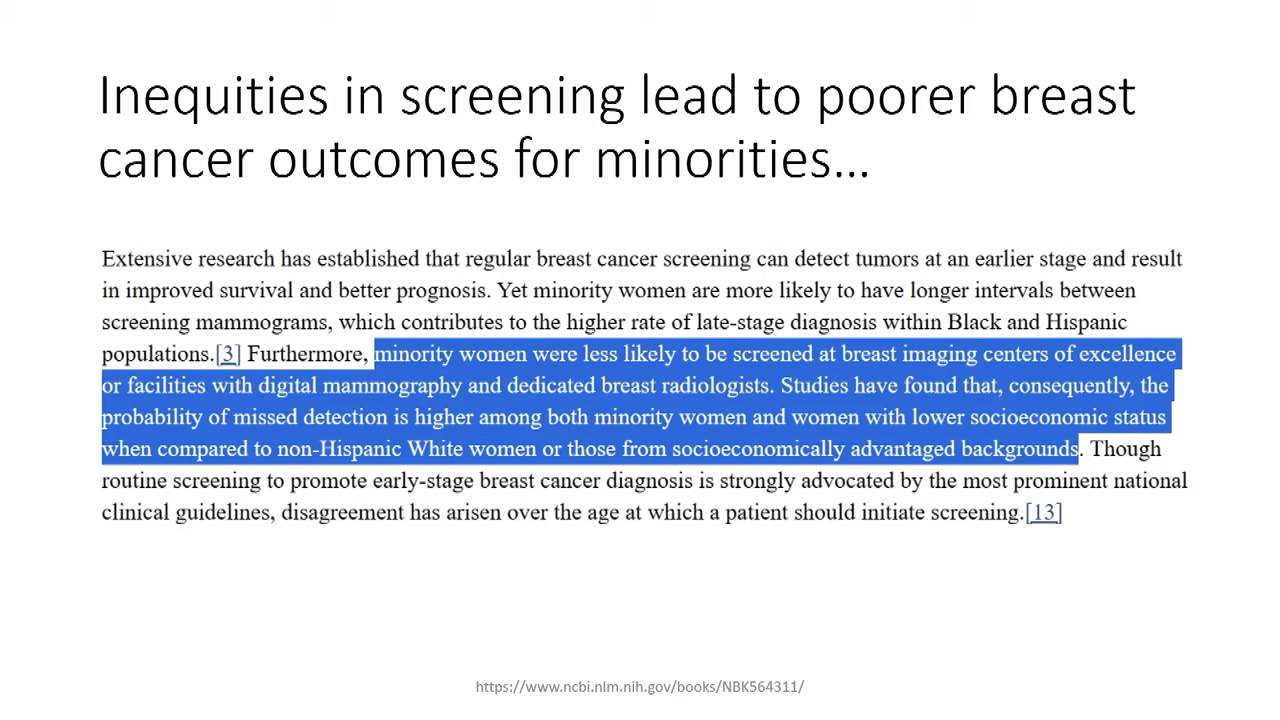 Inequities in screening lead to poorer breast
cancer outcomes for minorities...
Extensive research has established that regular breast cancer screening can detect tumors at an earlier stage and result
in improved survival and better prognosis. Yet minority women are more likely to have longer intervals between
screening mammograms, which contributes to the higher rate of late-stage diagnosis within Black and Hispanic
populations.[3] Furthermore, minority women were less likely to be screened at breast imaging centers of excellence
or facilities with digital mammography and dedicated breast radiologists. Studies have found that, consequently, the
probability of missed detection is higher among both minority women and women with lower socioeconomic status
when compared to non-Hispanic White women or those from socioeconomically advantaged backgrounds. Though
routine screening to promote early-stage breast cancer diagnosis is strongly advocated by the most prominent national
clinical guidelines, disagreement has arisen over the age at which a patient should initiate screening.[13]
https://www.ncbi.nlm.nih.gov/books/NBK564311/